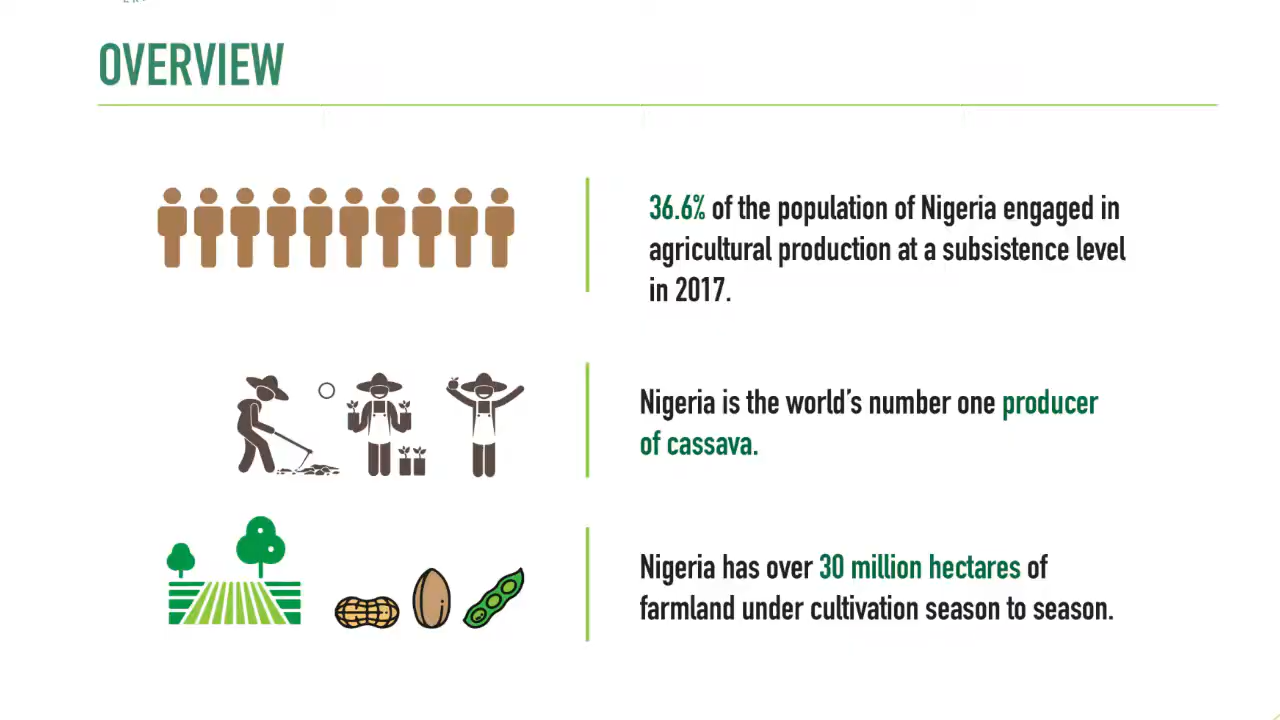 OVERVIEW
36.6% of the population of Nigeria engaged in
agricultural production at a subsistence level
in 2017.
Nigeria is the world’s number one producer
of cassava.
Nigeria has over 30 million hectares of
farmland under cultivation season to season.